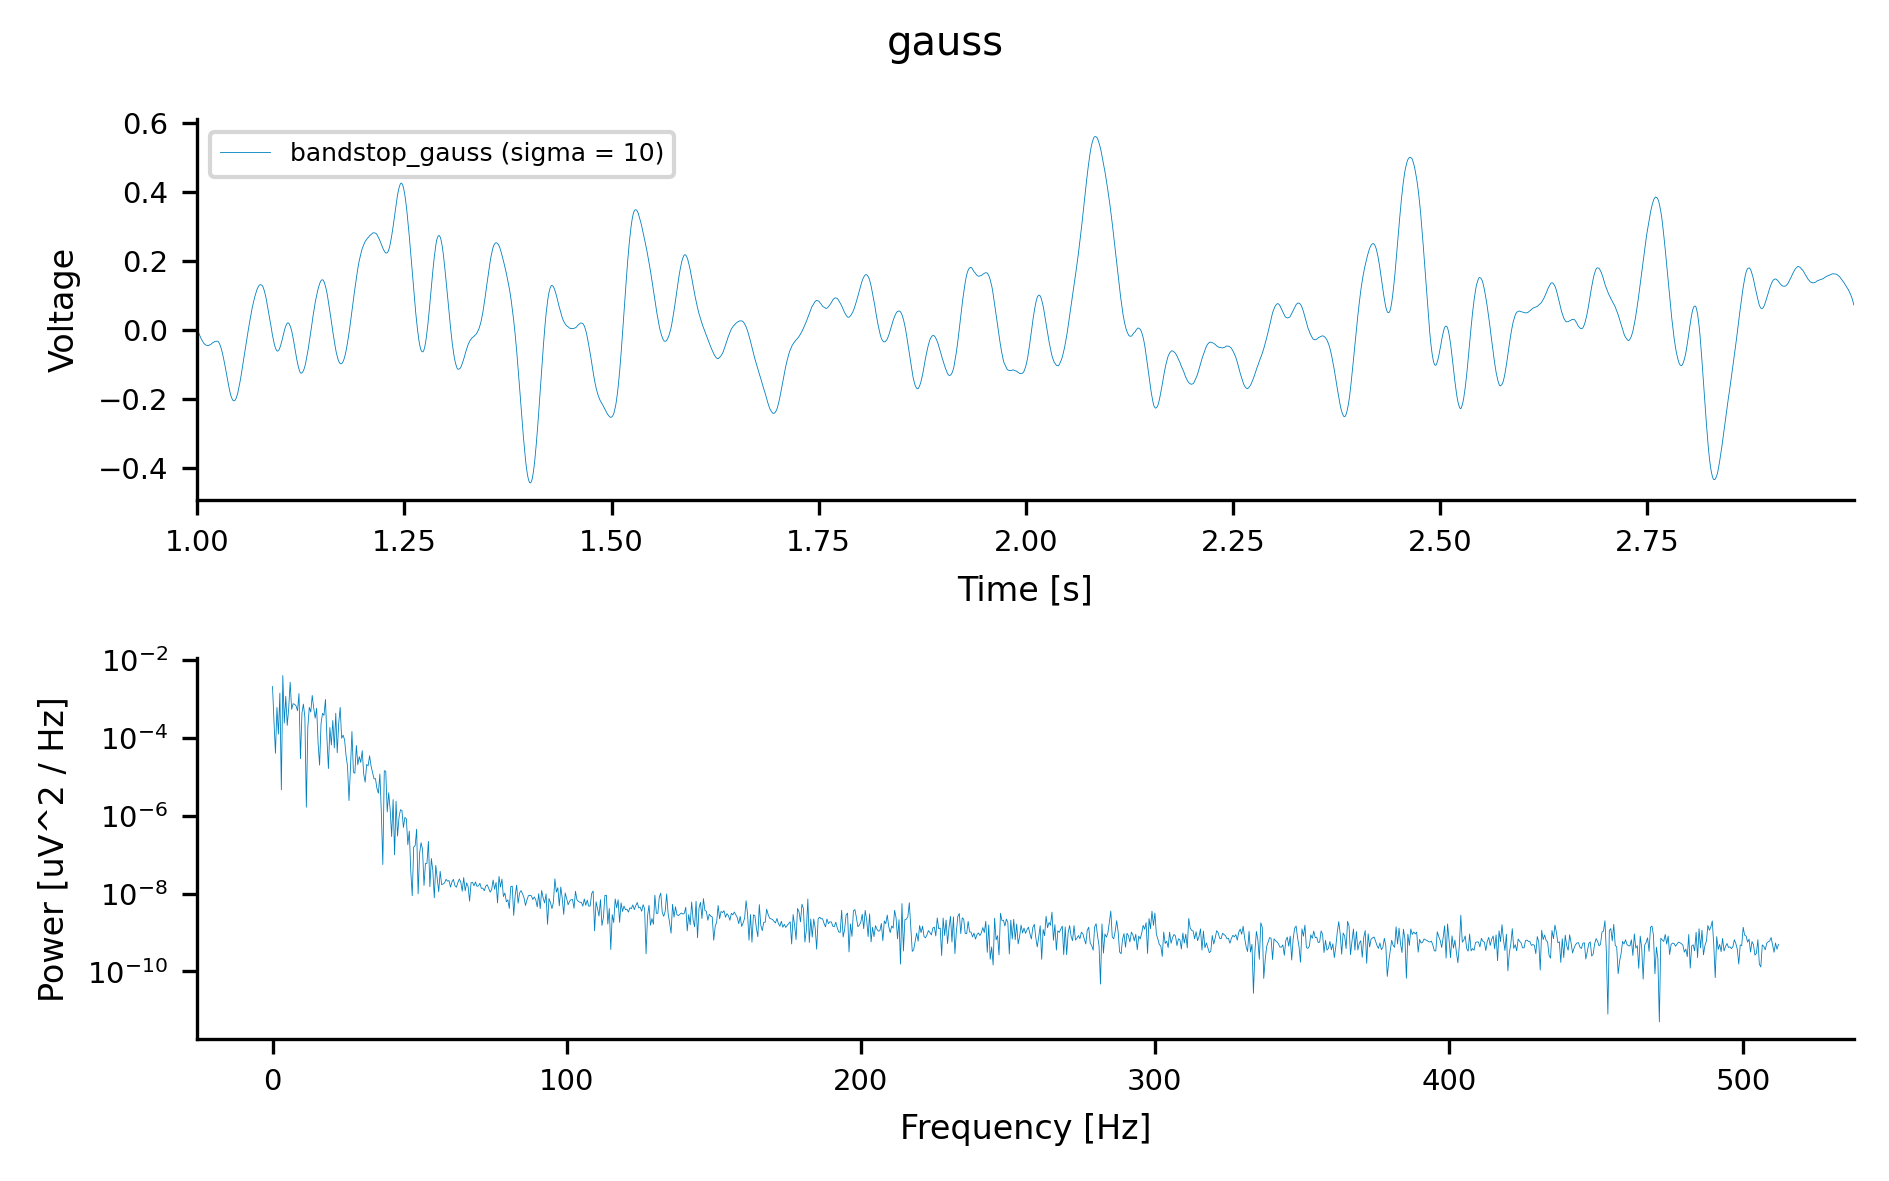 gauss
0.6
0.4
0.2
0.0
−0.2
−0.4
Voltage
bandstop_gauss (sigma = 10)
1.00 1.25 1.50 1.75 2.00 2.25 2.50 2.75
Time [s]
10⁻²
10⁻⁴
10⁻⁶
10⁻⁸
10⁻¹⁰
Power [uV^2 / Hz]
0 100 200 300 400 500
Frequency [Hz]